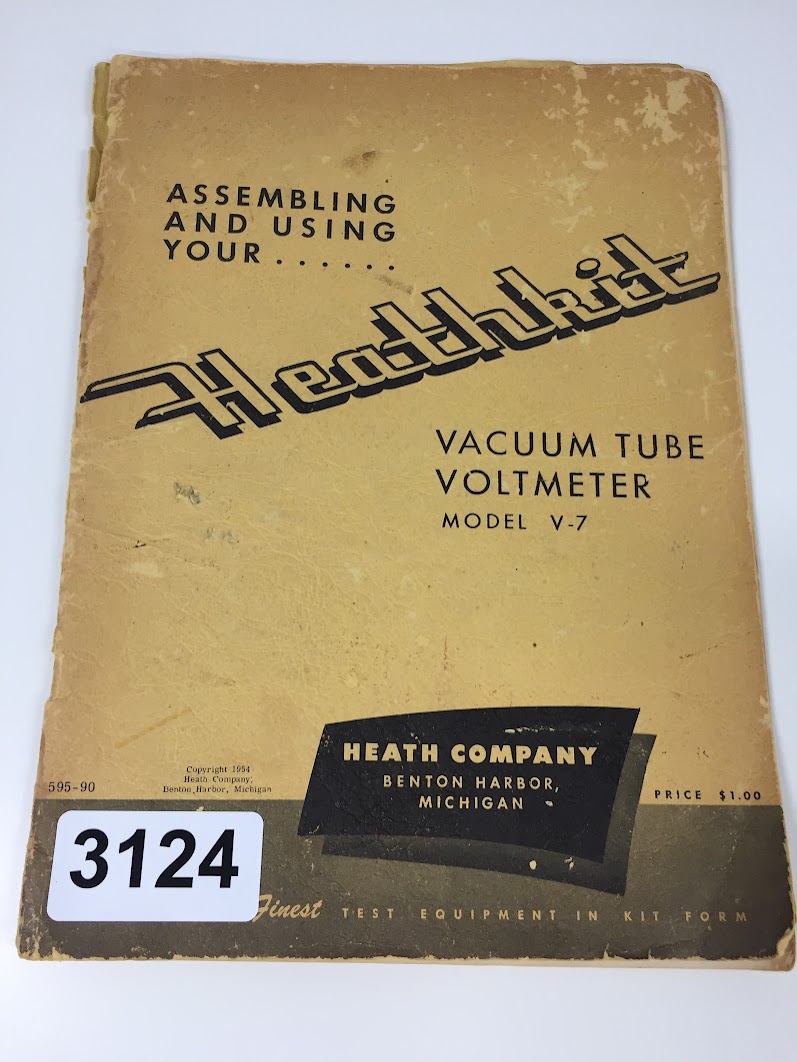 ASSEMBLING
AND USING
YOUR ......
Heathkit
VACUUM TUBE
VOLTMETER
MODEL V-7
HEATH COMPANY
BENTON HARBOR,
MICHIGAN
Copyright 1954
Heath Company,
Benton Harbor, Michigan
595-90
PRICE $1.00
3124
Finest TEST EQUIPMENT IN KIT FORM